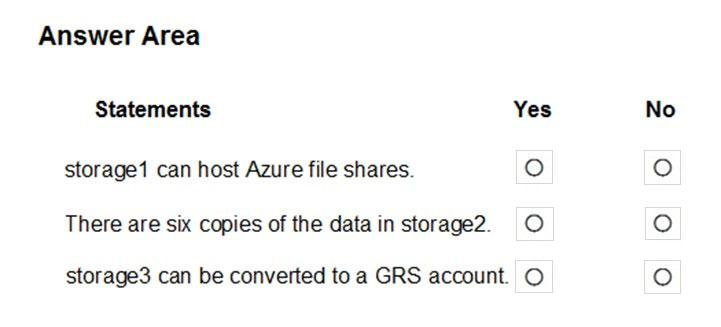 Answer Area
Statements Yes No
storage1 can host Azure file shares.
There are six copies of the data in storage2.
storage3 can be converted to a GRS account.